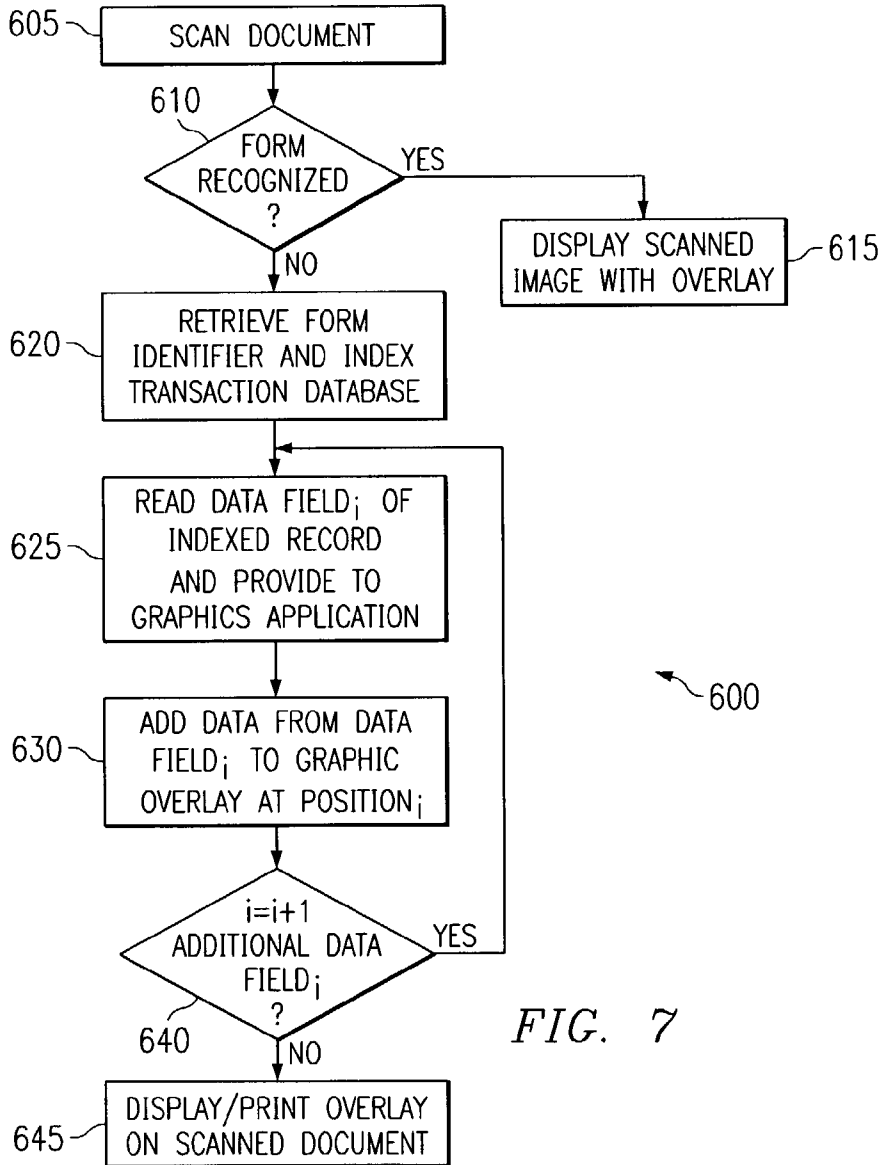 605
SCAN DOCUMENT
610
FORM
RECOGNIZED
?
YES
NO
DISPLAY SCANNED
IMAGE WITH OVERLAY
615
620
RETRIEVE FORM
IDENTIFIER AND INDEX
TRANSACTION DATABASE
625
READ DATA FIELDi OF
INDEXED RECORD
AND PROVIDE TO
GRAPHICS APPLICATION
600
630
ADD DATA FROM DATA
FIELDi TO GRAPHIC
OVERLAY AT POSITIONi
i=i+1
ADDITIONAL DATA
FIELDi
?
YES
640
NO
FIG. 7
645
DISPLAY/PRINT OVERLAY
ON SCANNED DOCUMENT